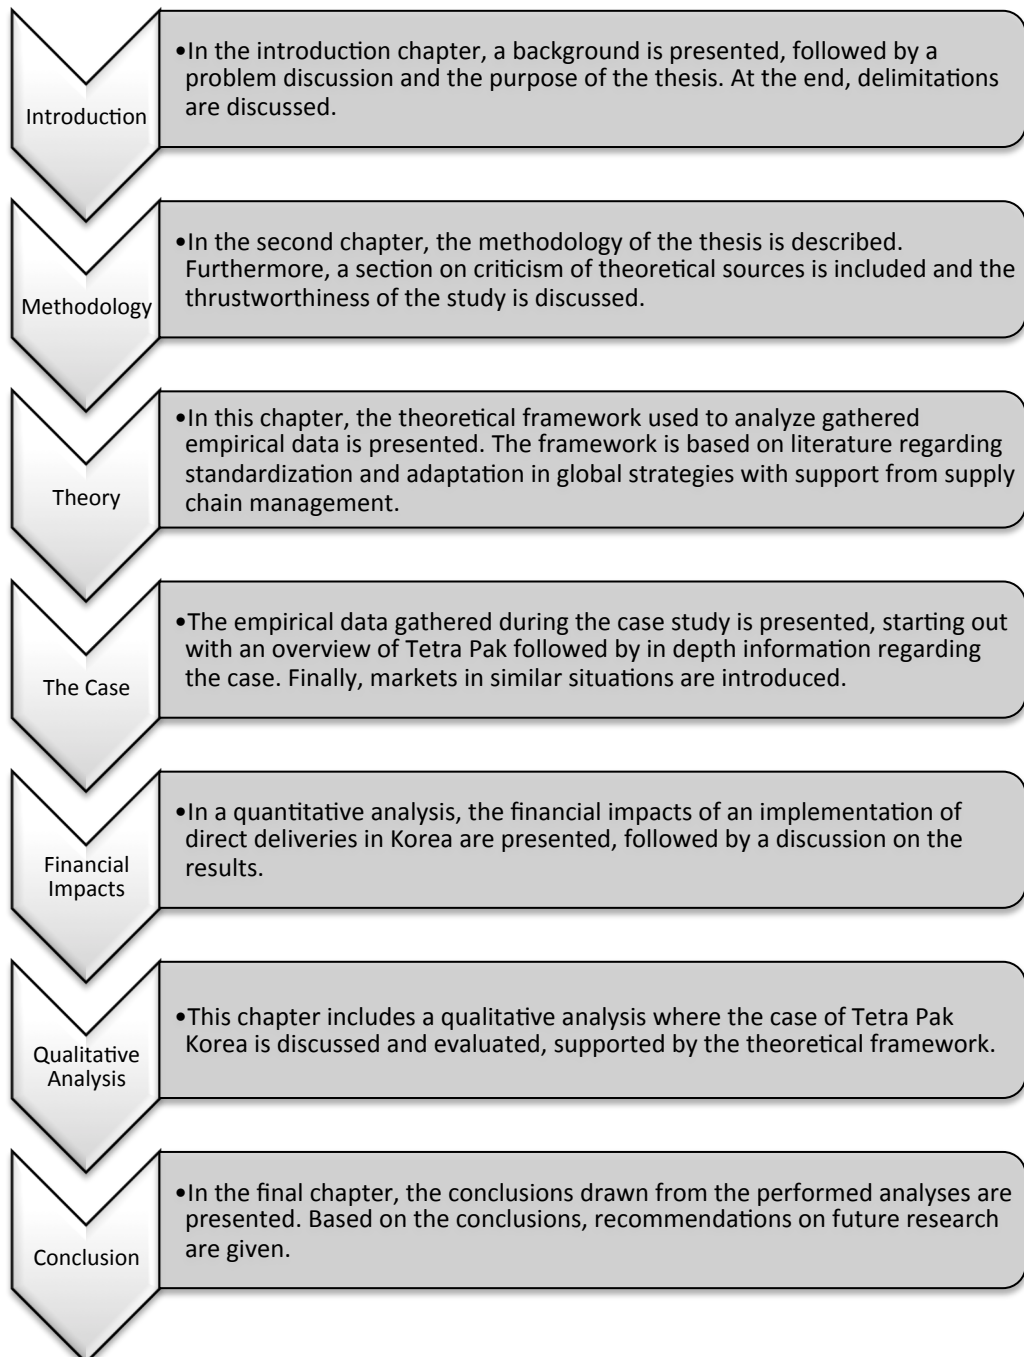 Introduction
•In the introduction chapter, a background is presented, followed by a
problem discussion and the purpose of the thesis. At the end, delimitations
are discussed.
Methodology
•In the second chapter, the methodology of the thesis is described.
Furthermore, a section on criticism of theoretical sources is included and the
thrustworthiness of the study is discussed.
Theory
•In this chapter, the theoretical framework used to analyze gathered
empirical data is presented. The framework is based on literature regarding
standardization and adaptation in global strategies with support from supply
chain management.
The Case
•The empirical data gathered during the case study is presented, starting out
with an overview of Tetra Pak followed by in depth information regarding
the case. Finally, markets in similar situations are introduced.
Financial
Impacts
•In a quantitative analysis, the financial impacts of an implementation of
direct deliveries in Korea are presented, followed by a discussion on the
results.
Qualitative
Analysis
•This chapter includes a qualitative analysis where the case of Tetra Pak
Korea is discussed and evaluated, supported by the theoretical framework.
Conclusion
•In the final chapter, the conclusions drawn from the performed analyses are
presented. Based on the conclusions, recommendations on future research
are given.